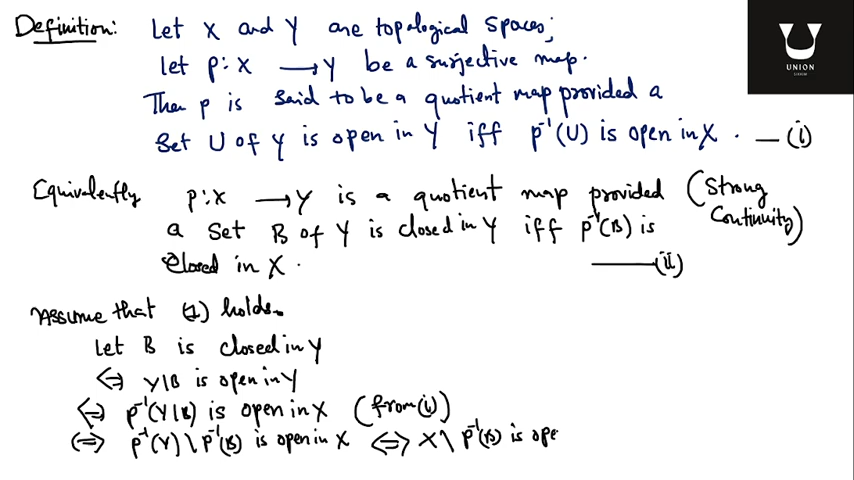 Definition: Let X and Y are topological spaces;
let p: X → Y be a surjective map.
Then p is said to be a quotient map provided a
Set U of Y is open in Y iff p⁻¹(U) is open in X. — (i)
Equivalently p: X → Y is a quotient map provided (Strong
a Set B of Y is closed in Y iff p⁻¹(B) is Continuity)
Closed in X. — (ii)
Assume that (1) holds.
Let B is closed in Y
⇔ Y\B is open in Y
⇔ p⁻¹(Y\B) is open in X (from (i))
⇔ p⁻¹(Y) \ p⁻¹(B) is open in X ⇔ X \ p⁻¹(B) is ope
UNION